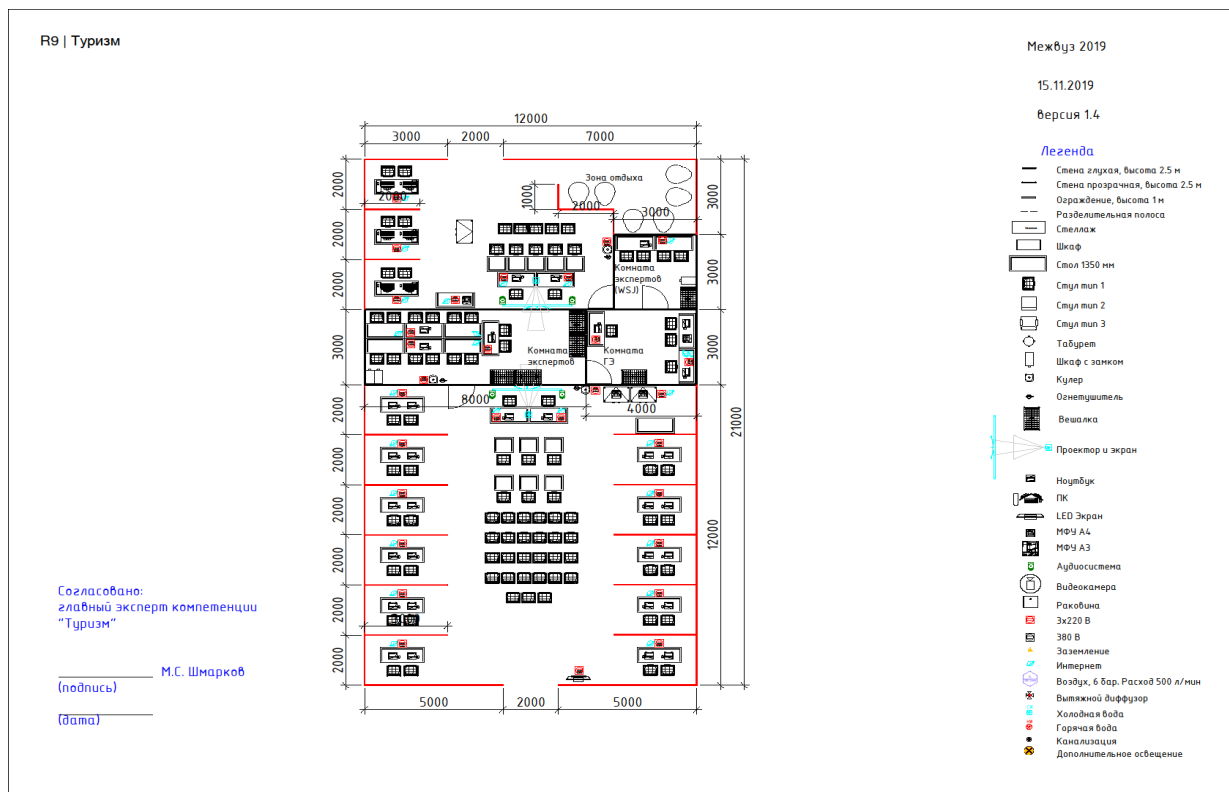 R9 | Туризм
Межвуз 2019
15.11.2019
версия 1.4
Легенда
Стена глухая, высота 2.5 м
Стена прозрачная, высота 2.5 м
Ограждение, высота 1 м
Разделительная полоса
Стеллаж
Шкаф
Стол 1350 мм
Стул тип 1
Стул тип 2
Стул тип 3
Табурет
Шкаф с замком
Кулер
Огнетушитель
Вешалка
Проектор и экран
Ноутбук
ПК
LED Экран
МФУ А4
МФУ А3
Аудиосистема
Видеокамера
Раковина
3х220 В
380 В
Заземление
Интернет
Воздух, 6 бар. Расход 500 л/мин
Вытяжной диффузор
Холодная вода
Горячая вода
Канализация
Дополнительное освещение
12000
3000
2000
7000
2000
2000
2000
3000
2000
2000
2000
2000
2000
2000
2000
1000
2000
3000
Зона отдыха
Комната
экспертов
(WSJ)
Комната
экспертов
Комната
ГЭ
8000
4000
3000
3000
3000
12000
21000
5000
2000
5000
Согласовано:
главный эксперт компетенции
"Туризм"
М.С. Шмарков
(подпись)
(дата)